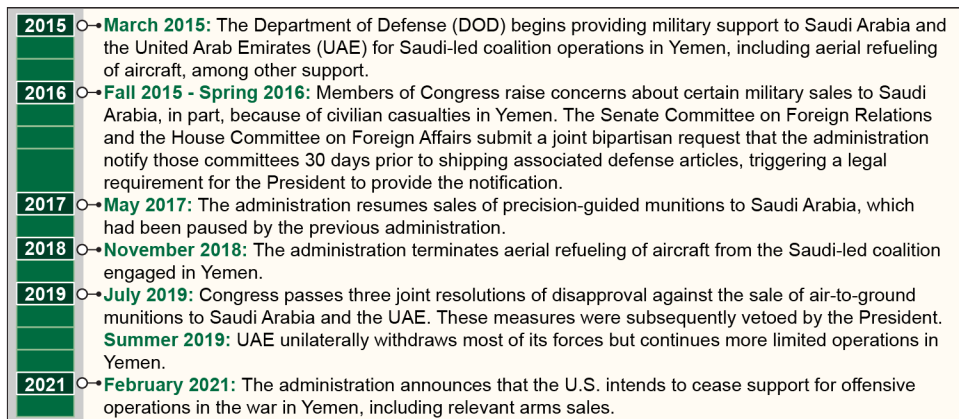 2015 March 2015: The Department of Defense (DOD) begins providing military support to Saudi Arabia and
the United Arab Emirates (UAE) for Saudi-led coalition operations in Yemen, including aerial refueling
of aircraft, among other support.
2016 Fall 2015 - Spring 2016: Members of Congress raise concerns about certain military sales to Saudi
Arabia, in part, because of civilian casualties in Yemen. The Senate Committee on Foreign Relations
and the House Committee on Foreign Affairs submit a joint bipartisan request that the administration
notify those committees 30 days prior to shipping associated defense articles, triggering a legal
requirement for the President to provide the notification.
2017 May 2017: The administration resumes sales of precision-guided munitions to Saudi Arabia, which
had been paused by the previous administration.
2018 November 2018: The administration terminates aerial refueling of aircraft from the Saudi-led coalition
engaged in Yemen.
2019 July 2019: Congress passes three joint resolutions of disapproval against the sale of air-to-ground
munitions to Saudi Arabia and the UAE. These measures were subsequently vetoed by the President.
Summer 2019: UAE unilaterally withdraws most of its forces but continues more limited operations in
Yemen.
2021 February 2021: The administration announces that the U.S. intends to cease support for offensive
operations in the war in Yemen, including relevant arms sales.